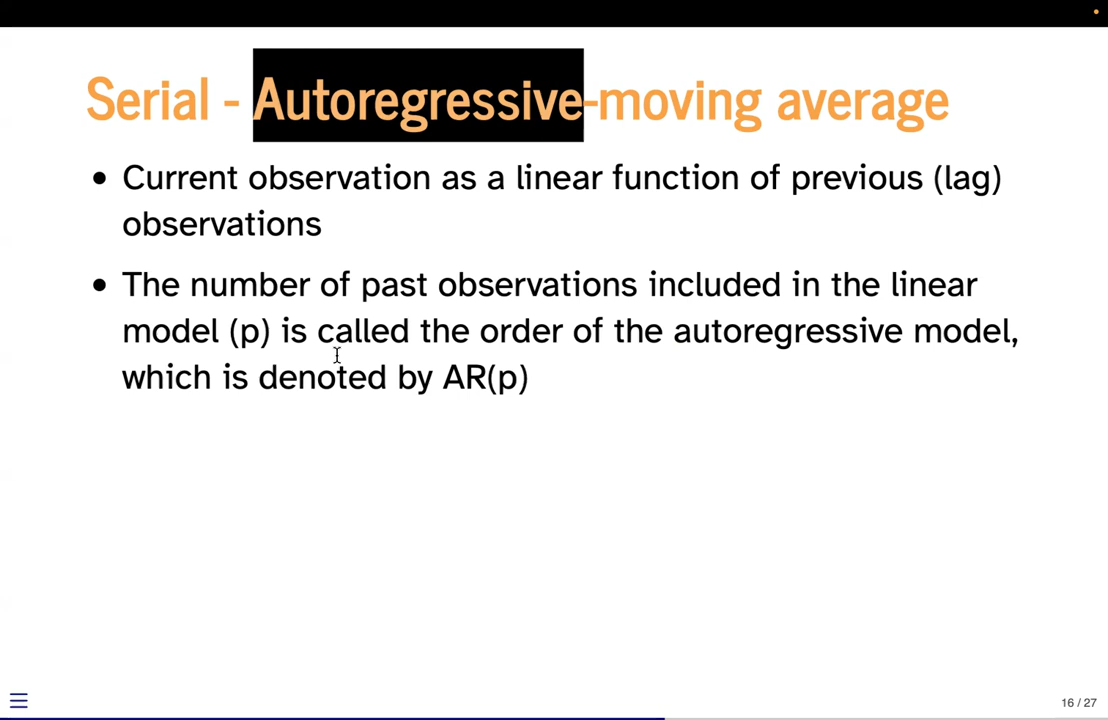 Serial - Autoregressive-moving average
• Current observation as a linear function of previous (lag)
observations
• The number of past observations included in the linear
model (p) is called the order of the autoregressive model,
which is denoted by AR(p)
16 / 27